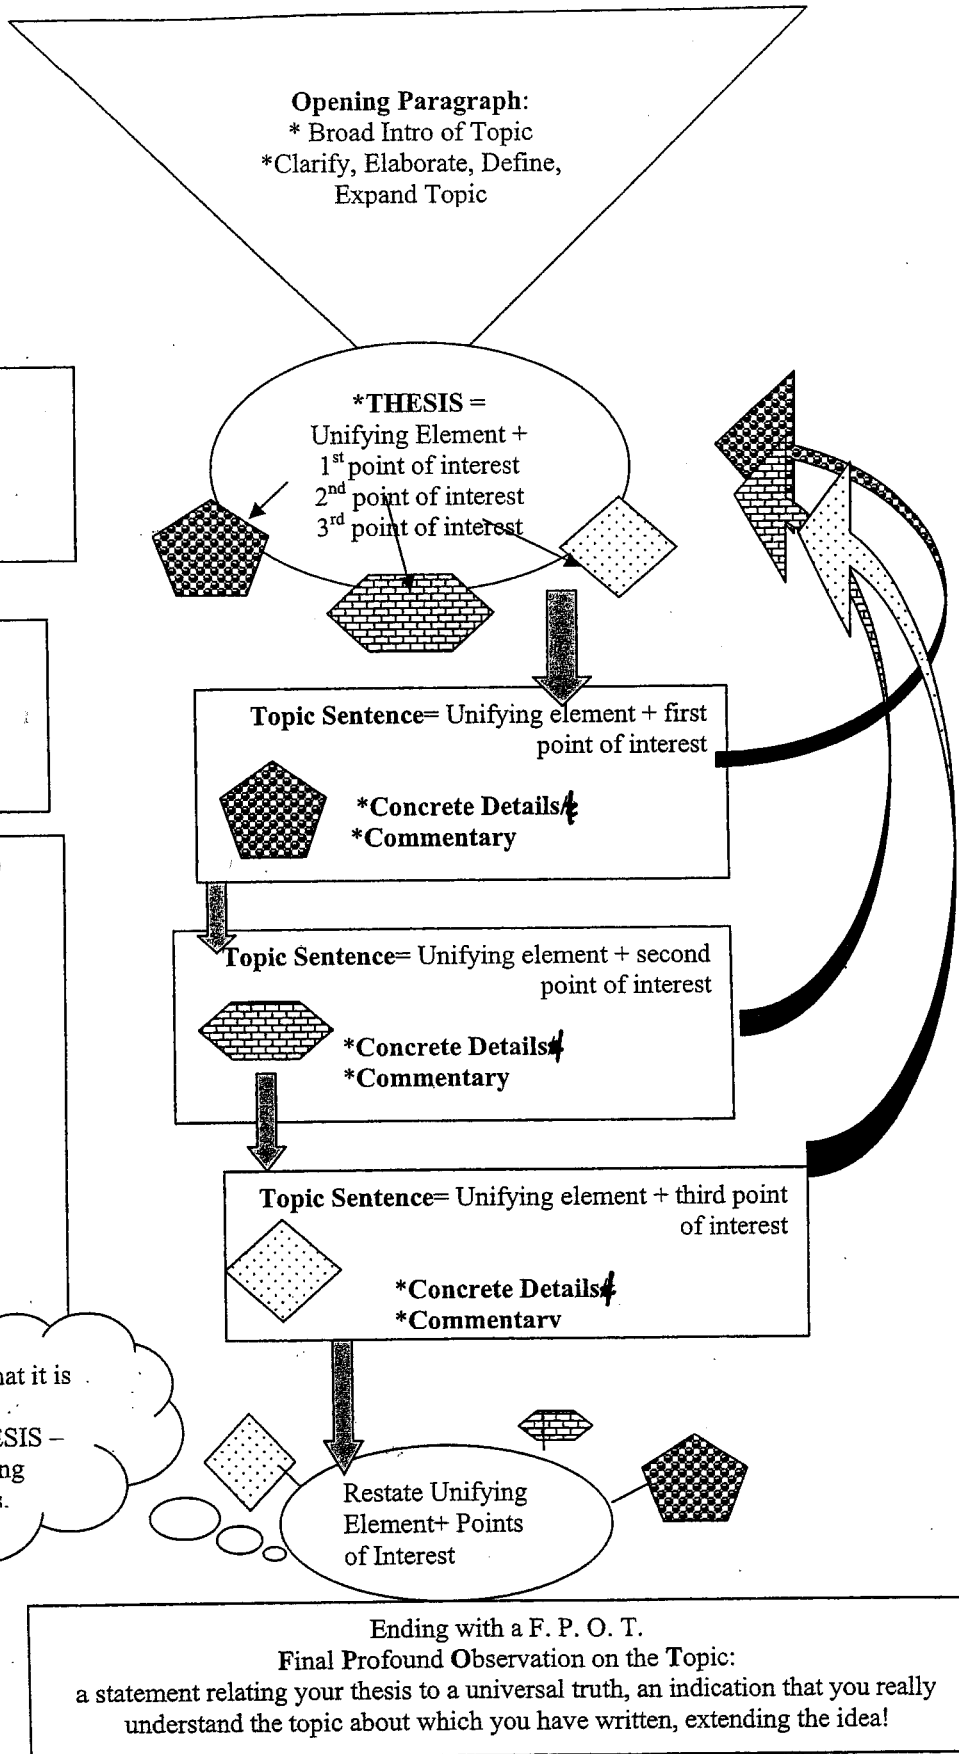 Opening Paragraph:
* Broad Intro of Topic
*Clarify, Elaborate, Define,
Expand Topic
*THESIS =
Unifying Element +
1st point of interest
2nd point of interest
3rd point of interest
Topic Sentence= Unifying element + first
point of interest
*Concrete Details
*Commentary
Topic Sentence= Unifying element + second
point of interest
*Concrete Details
*Commentary
Topic Sentence= Unifying element + third point
of interest
*Concrete Details
*Commentary
it is
Restate Unifying
Element+ Points
of Interest
Ending with a F. P. O. T.
Final Profound Observation on the Topic:
a statement relating your thesis to a universal truth, an indication that you really
understand the topic about which you have written, extending the idea!